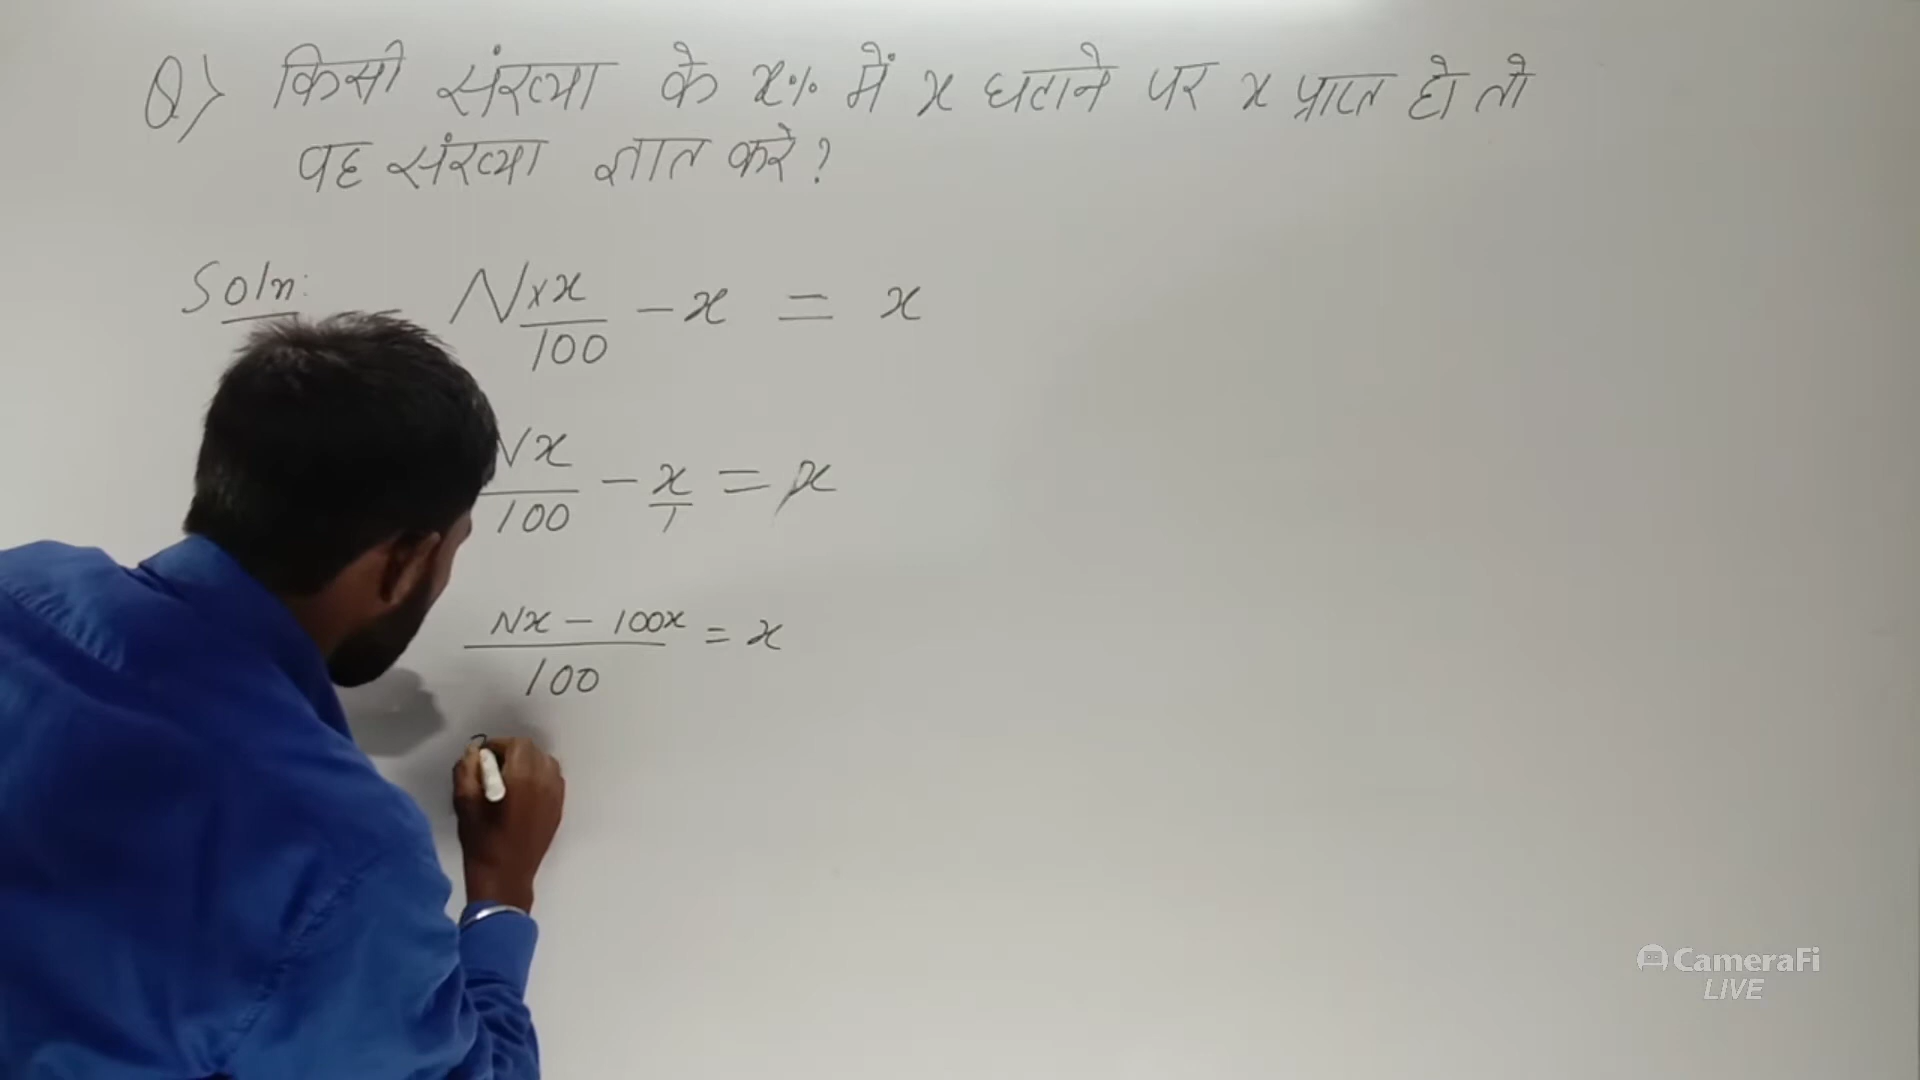 Q) किसी संख्या के x% में x घटाने पर x प्राप्त हो तो
वह संख्या ज्ञात करे?
Soln:
N×x/100 - x = x
Nx/100 - x/1 = x
Nx - 100x/100 = x
CameraFi
LIVE